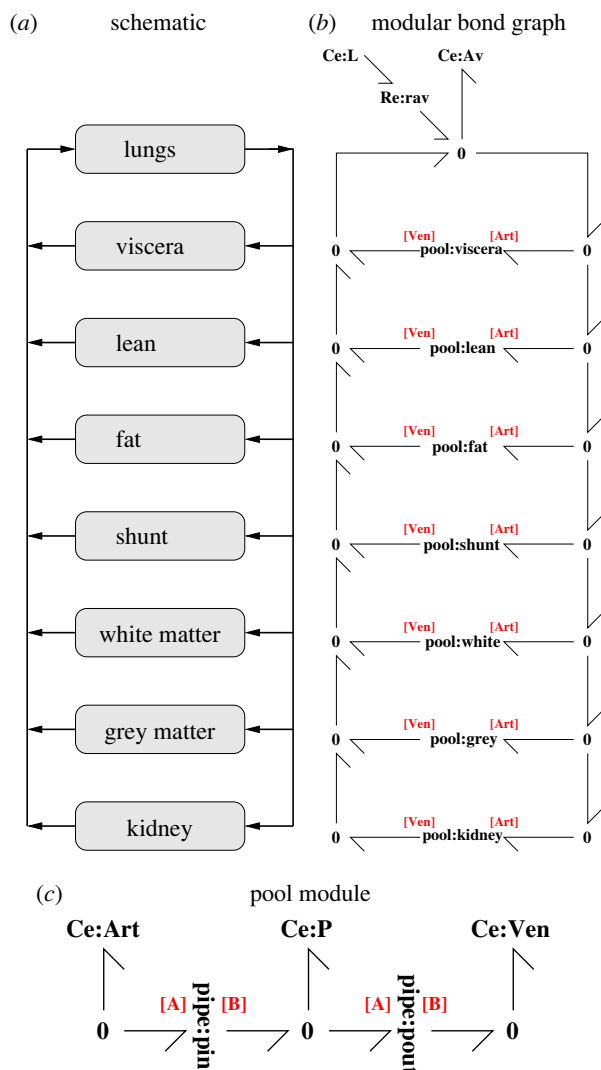 (a) schematic
lungs
viscera
lean
fat
shunt
white matter
grey matter
kidney
(b) modular bond graph
Ce:L Ce:Av
Re:rav
0
[Ven] [Art]
0 pool:viscera 0
[Ven] [Art]
0 pool:lean 0
[Ven] [Art]
0 pool:fat 0
[Ven] [Art]
0 pool:shunt 0
[Ven] [Art]
0 pool:white 0
[Ven] [Art]
0 pool:grey 0
[Ven] [Art]
0 pool:kidney 0
(c) pool module
Ce:Art Ce:P Ce:Ven
[A] [B] [A] [B]
0 pipe:pin 0 pipe:pout 0